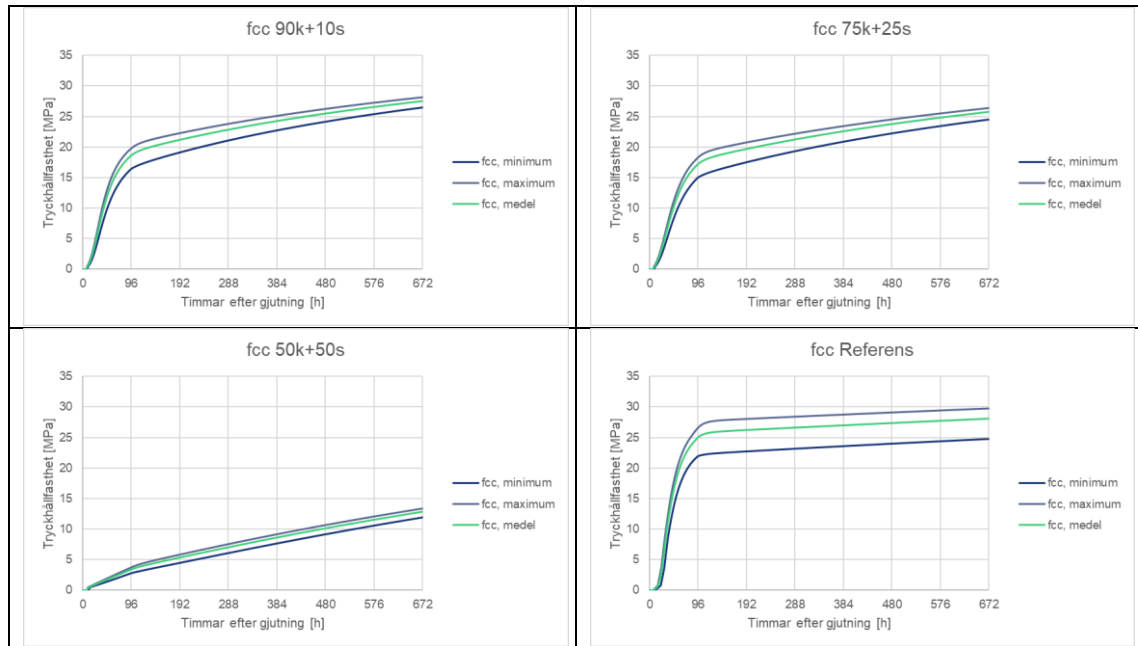 fcc 90k+10s
35
30
25
20
15
10
5
0
Tryckhållfasthet [MPa]
0 96 192 288 384 480 576 672
Timmar efter gjutning [h]
fcc, minimum
fcc, maximum
fcc, medel
fcc 75k+25s
35
30
25
20
15
10
5
0
Tryckhållfasthet [MPa]
0 96 192 288 384 480 576 672
Timmar efter gjutning [h]
fcc, minimum
fcc, maximum
fcc, medel
fcc 50k+50s
35
30
25
20
15
10
5
0
Tryckhållfasthet [MPa]
0 96 192 288 384 480 576 672
Timmar efter gjutning [h]
fcc, minimum
fcc, maximum
fcc, medel
fcc Referens
35
30
25
20
15
10
5
0
Tryckhållfasthet [MPa]
0 96 192 288 384 480 576 672
Timmar efter gjutning [h]
fcc, minimum
fcc, maximum
fcc, medel